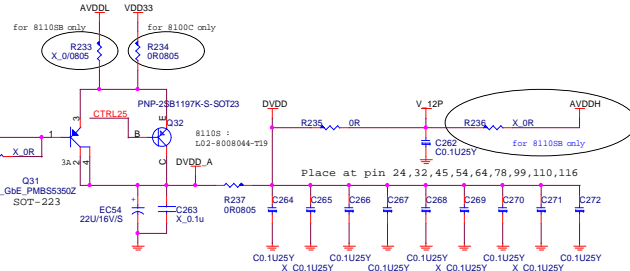 AVDDL VDD33
for 8110SB only for 8100C only
R233 R234
X_0/0805 0R0805
PNP-2SB1197K-S-SOT23 DVDD V_12P AVDDH
3 CTRL25 E Q32 R235 0R R236 X_0R
1 B 8110S : for 8110SB only
L02-8008044-T19 C262
X_0R C0.1U25Y
3A 2 4 C DVDD_A
Place at pin 24,32,45,54,64,78,99,110,116
Q31
_GbE_PMBS5350Z
SOT-223
R237 C264 C265 C266 C267 C268 C269 C270 C271 C272
EC54 C263 0R0805
22U/16V/S X_0.1u
C0.1U25Y C0.1U25Y C0.1U25Y C0.1U25Y C0.1U25Y
X C0.1U25Y X C0.1U25Y X C0.1U25Y X C0.1U25Y